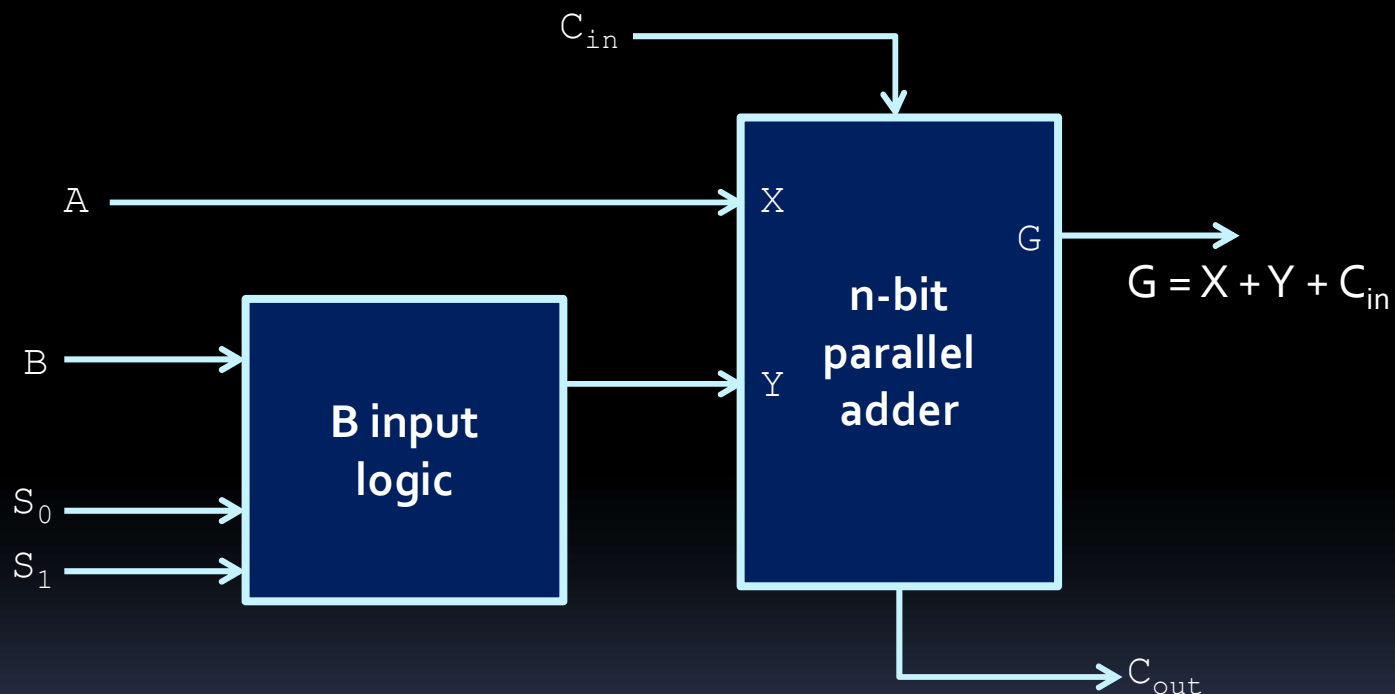 C_in
A
X
G
G = X + Y + C_in
n-bit
parallel
adder
B
Y
B input
logic
S_0
S_1
C_out